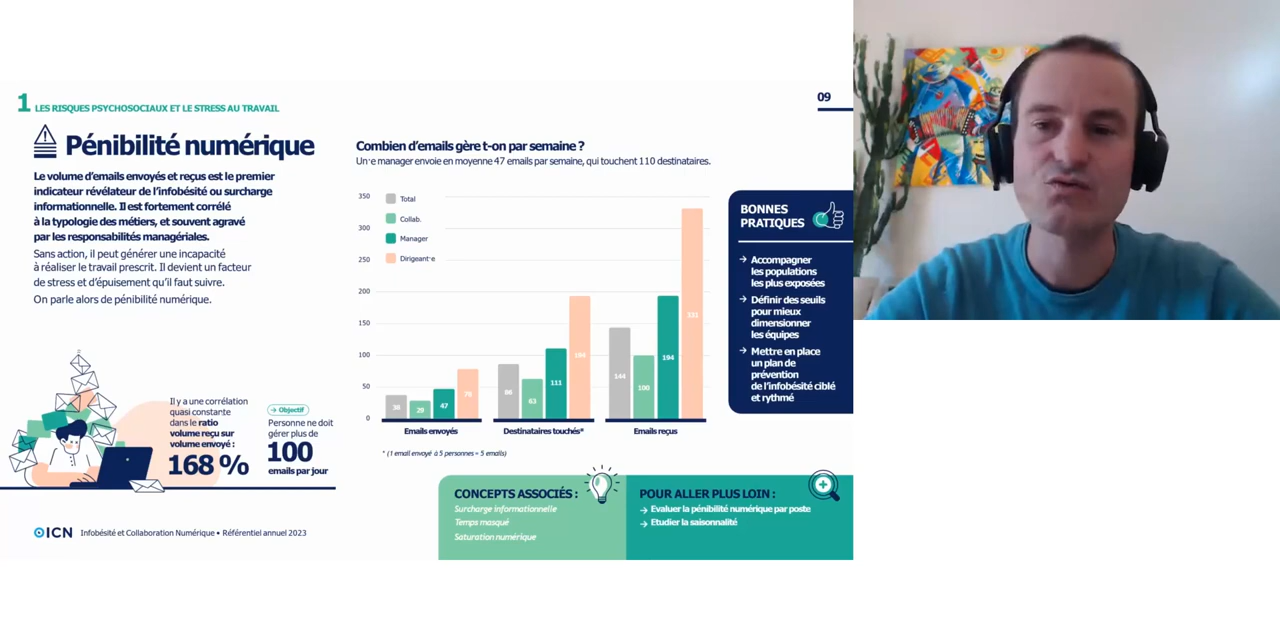 1 LES RISQUES PSYCHOSOCIAUX ET LE STRESS AU TRAVAIL
09
Pénibilité numérique
Le volume d'emails envoyés et reçus est le premier
indicateur révélateur de l'infobésité ou surcharge
informationnelle. Il est fortement corrélé
à la typologie des métiers, et souvent agravé
par les responsabilités managériales.
Sans action, il peut générer une incapacité
à réaliser le travail prescrit. Il devient un facteur
de stress et d'épuisement qu'il faut suivre.
On parle alors de pénibilité numérique.
Il y a une corrélation
quasi constante
dans le ratio
volume reçu sur
volume envoyé :
168 %
→ Objectif
Personne ne doit
gérer plus de
100
emails par jour
Combien d'emails gère t-on par semaine ?
Un·e manager envoie en moyenne 47 emails par semaine, qui touchent 110 destinataires.
350
300
250
200
150
100
50
0
Total
Collab.
Manager
Dirigeant·e
38
29
47
78
86
63
111
194
144
100
194
331
Emails envoyés
Destinataires touchés*
Emails reçus
* (1 email envoyé à 5 personnes = 5 emails)
BONNES
PRATIQUES
→ Accompagner
les populations
les plus exposées
→ Définir des seuils
pour mieux
dimensionner
les équipes
→ Mettre en place
un plan de
prévention
de l'infobésité ciblé
et rythmé
CONCEPTS ASSOCIÉS :
Surcharge informationnelle
Temps masqué
Saturation numérique
POUR ALLER PLUS LOIN :
→ Evaluer la pénibilité numérique par poste
→ Etudier la saisonnalité
OICN Infobésité et Collaboration Numérique • Référentiel annuel 2023